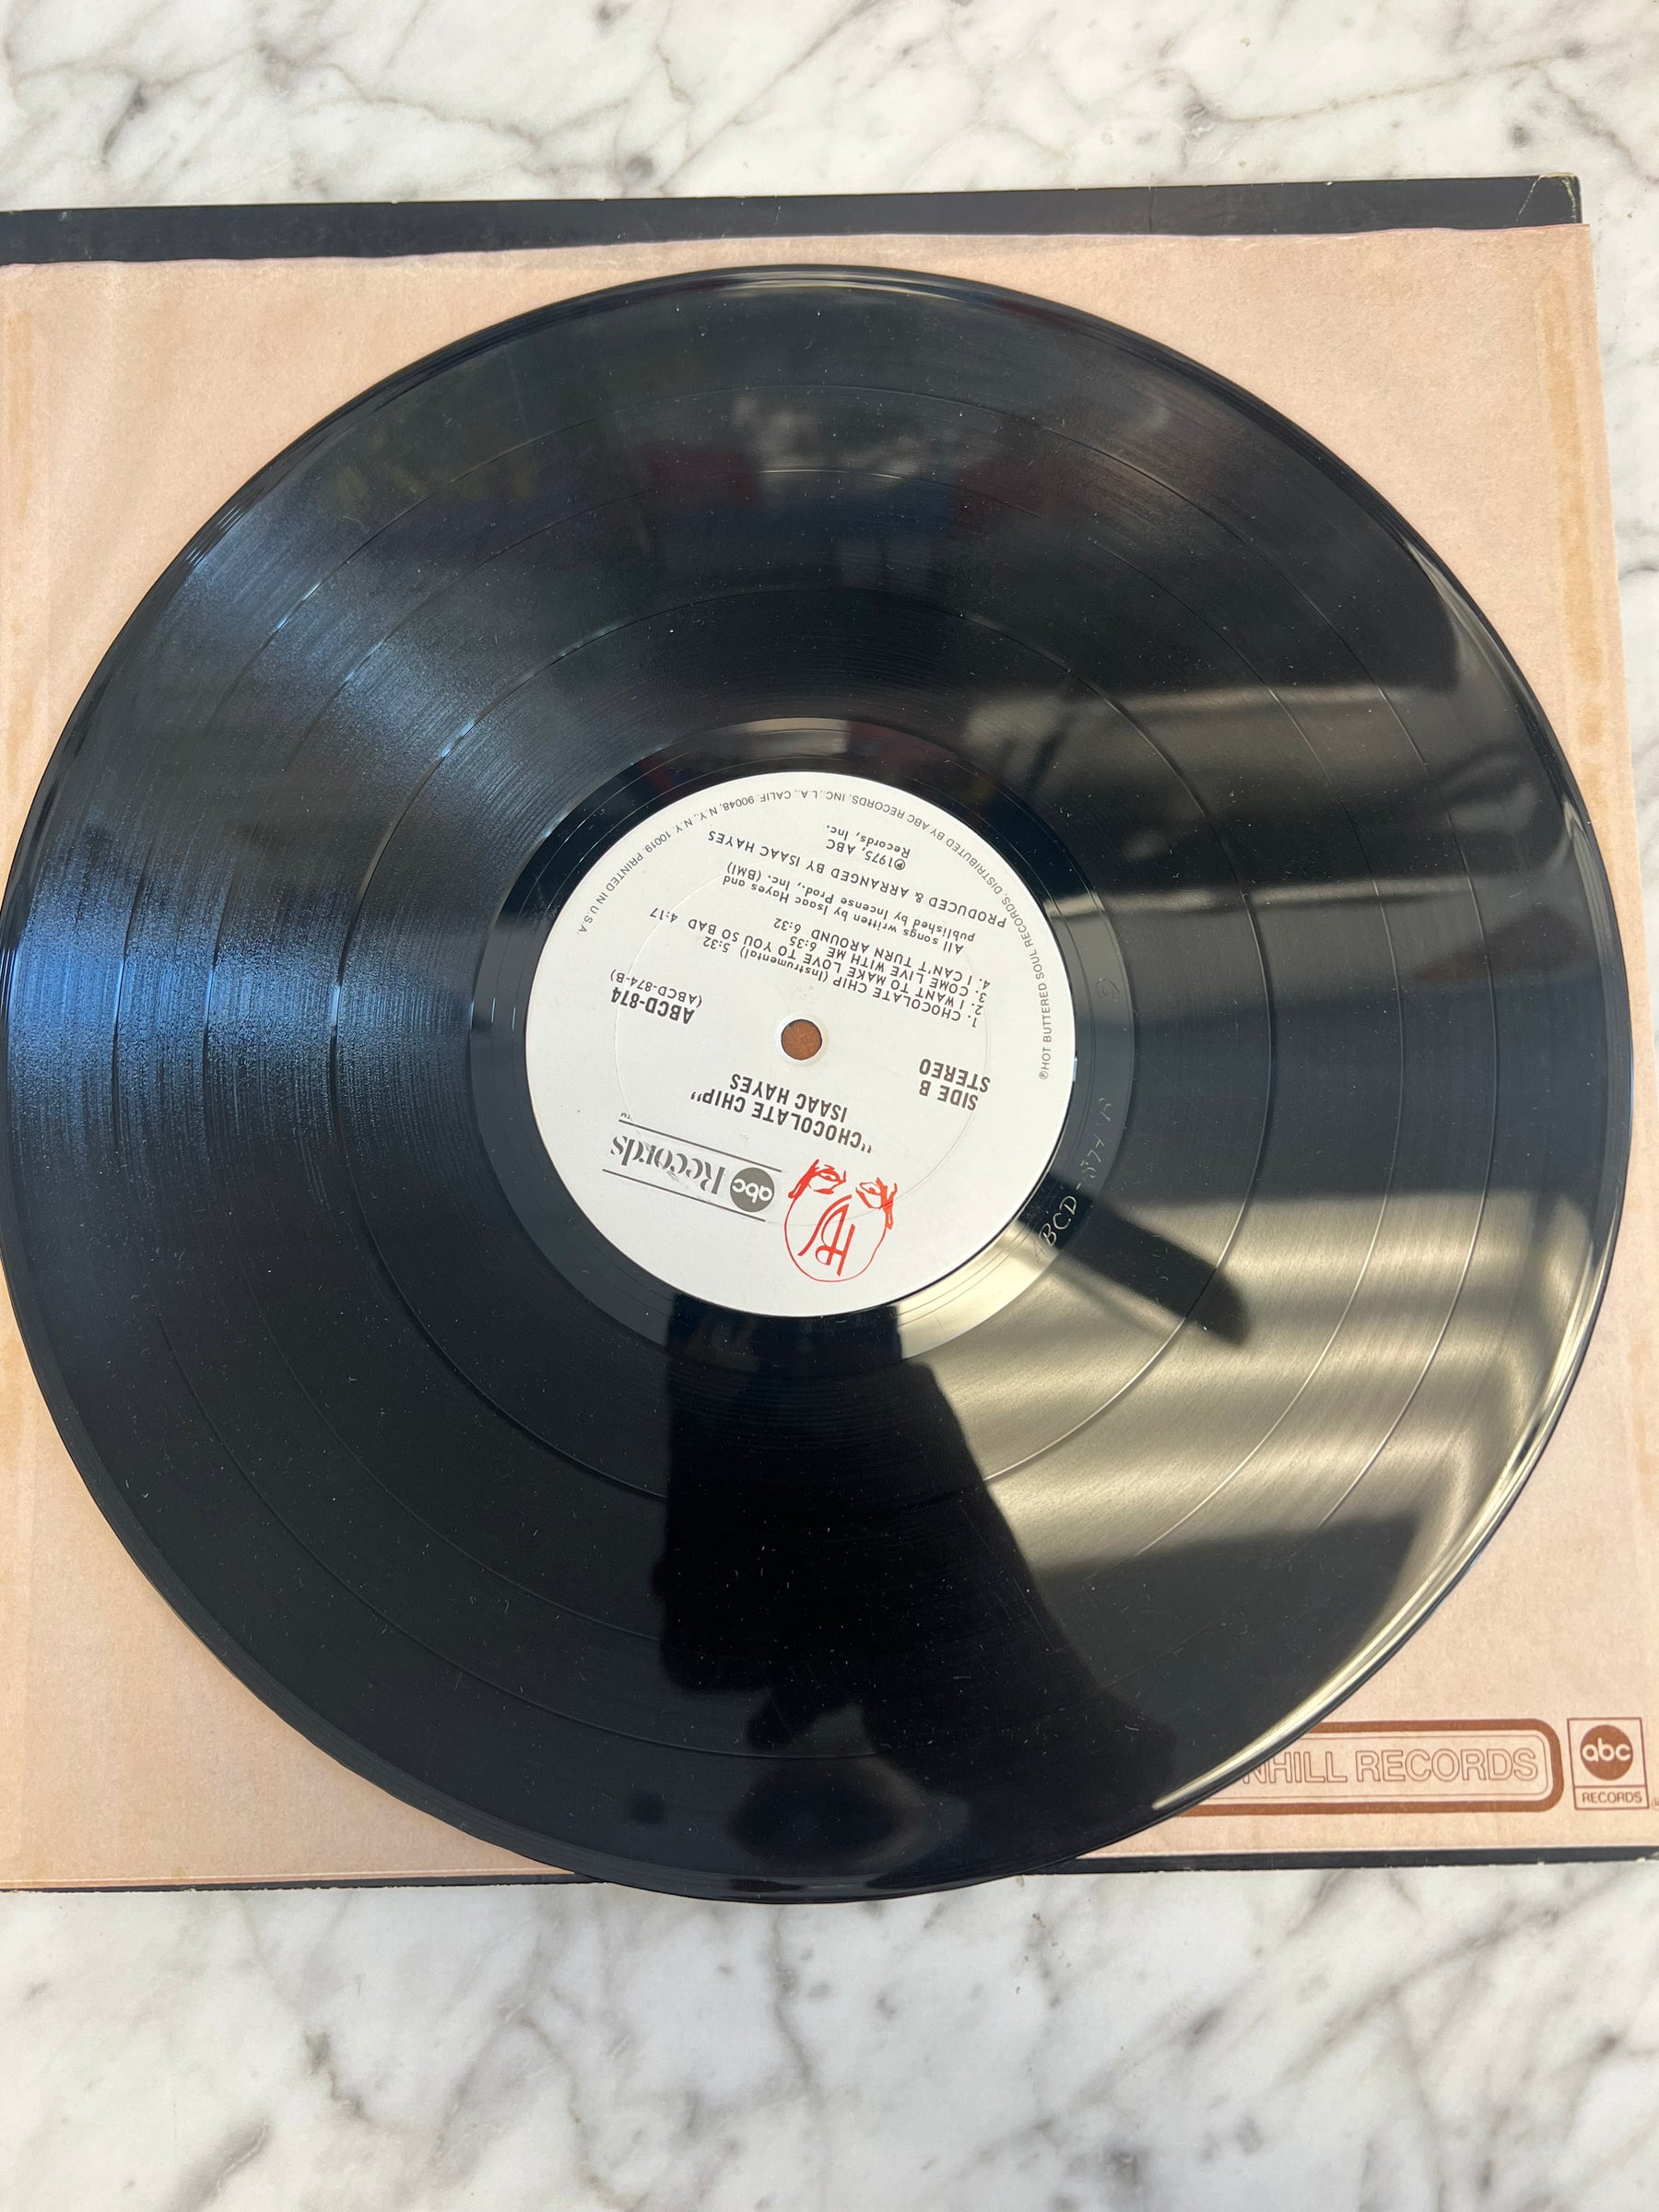 HBS
abc Records TM
"CHOCOLATE CHIP"
ISAAC HAYES
SIDE B
STEREO
ABCD-874
(ABCD-874-B)
1. CHOCOLATE CHIP (Instrumental) 5:32
2. I WANT TO MAKE LOVE TO YOU SO BAD 4:17
3. COME LIVE WITH ME 6:35
4. I CAN'T TURN AROUND 6:32
All songs written by Isaac Hayes and
published by Incense Prod., Inc. (BMI)
PRODUCED & ARRANGED BY ISAAC HAYES
℗1975, ABC
Records, Inc.
℗HOT BUTTERED SOUL RECORDS, DISTRIBUTED BY ABC RECORDS, INC., L.A., CALIF. 90048, N.Y., N.Y. 10019. PRINTED IN U.S.A.
NHILL RECORDS
abc
RECORDS